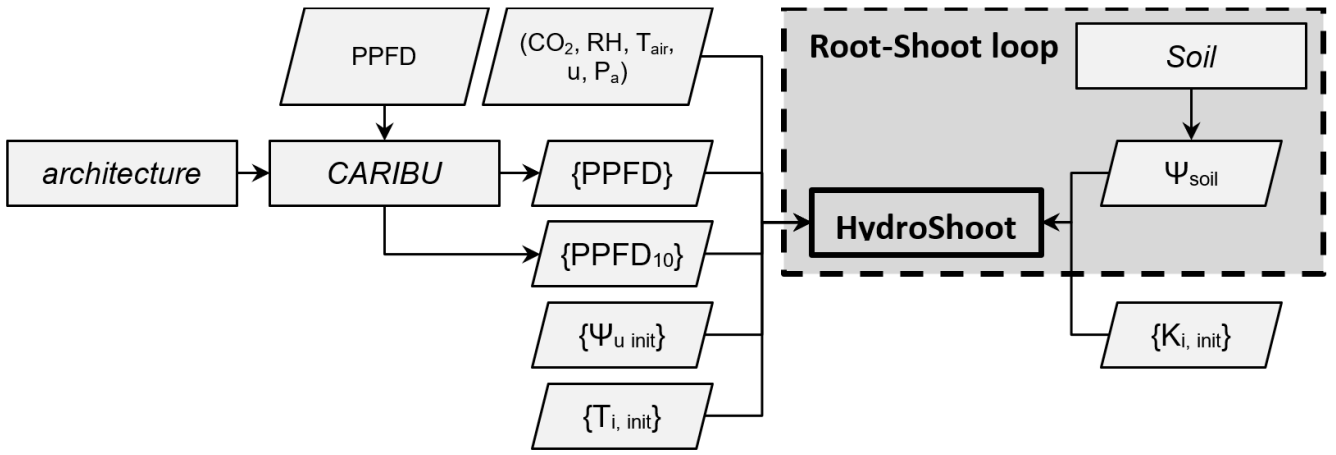 PPFD
(CO₂, RH, Tair,
u, Pa)
Root-Shoot loop
Soil
architecture
CARIBU
{PPFD}
Ψsoil
HydroShoot
{PPFD₁₀}
{Ψu init}
{Ki, init}
{Ti, init}